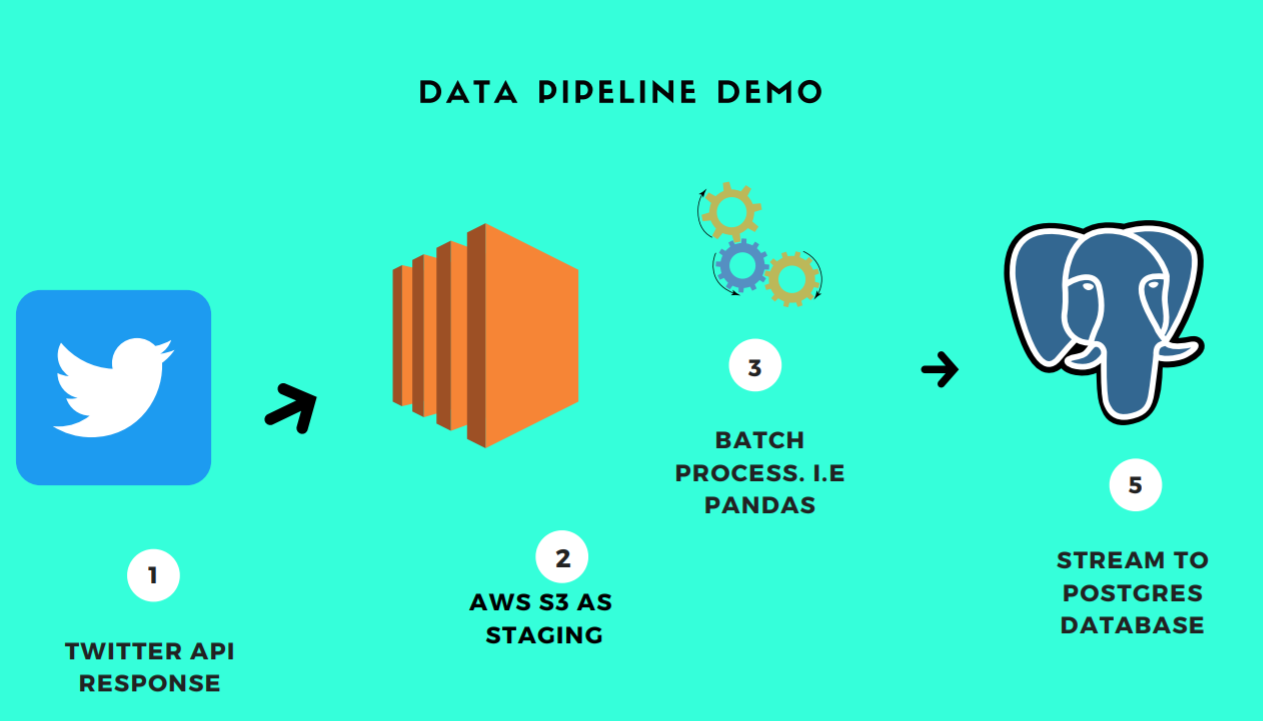 DATA PIPELINE DEMO
1
TWITTER API
RESPONSE
2
AWS S3 AS
STAGING
3
BATCH
PROCESS. I.E
PANDAS
5
STREAM TO
POSTGRES
DATABASE